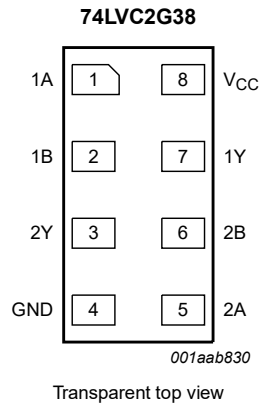 74LVC2G38
1A 1 8 VCC
1B 2 7 1Y
2Y 3 6 2B
GND 4 5 2A
001aab830
Transparent top view